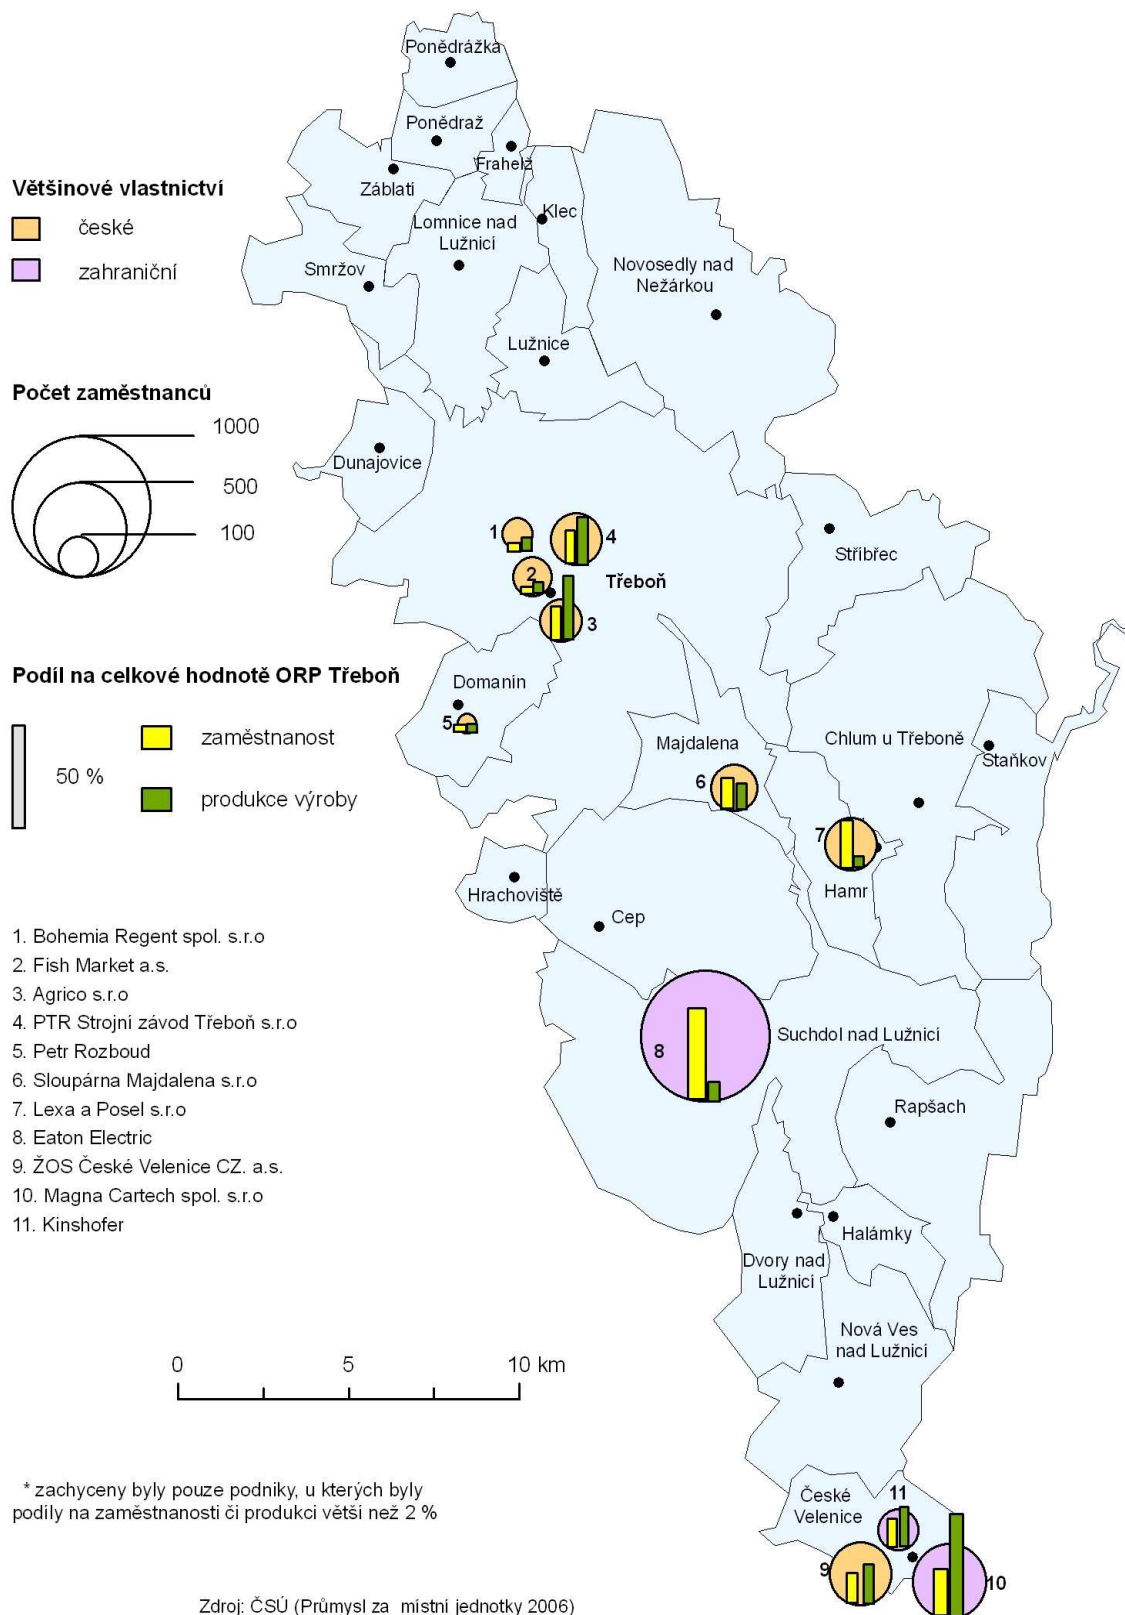 Ponědrážka
Ponědraž
Frahelž
Záblatí
Klec
Lomnice nad
Lužnicí
Smržov
Novosedly nad
Nežárkou
Lužnice
Dunajovice
Většinové vlastnictví
české
zahraniční
Počet zaměstnanců
1000
500
100
1
4
2
Třeboň
3
Stříbřec
Podíl na celkové hodnotě ORP Třeboň
50 %
zaměstnanost
produkce výroby
Domanín
5
Majdalena
6
Chlum u Třeboně
Staňkov
7
Hamr
Hrachoviště
Cep
1. Bohemia Regent spol. s.r.o
2. Fish Market a.s.
3. Agrico s.r.o
4. PTR Strojní závod Třeboň s.r.o
5. Petr Rozboud
6. Sloupárna Majdalena s.r.o
7. Lexa a Posel s.r.o
8. Eaton Electric
9. ŽOS České Velenice CZ. a.s.
10. Magna Cartech spol. s.r.o
11. Kinshofer
8
Suchdol nad Lužnicí
Rapšach
Halámky
Dvory nad
Lužnicí
Nová Ves
nad Lužnicí
0 5 10 km
* zachyceny byly pouze podniky, u kterých byly
podíly na zaměstnanosti či produkci větší než 2 %
České
Velenice
11
9
10
Zdroj: ČSÚ (Průmysl za místní jednotky 2006)